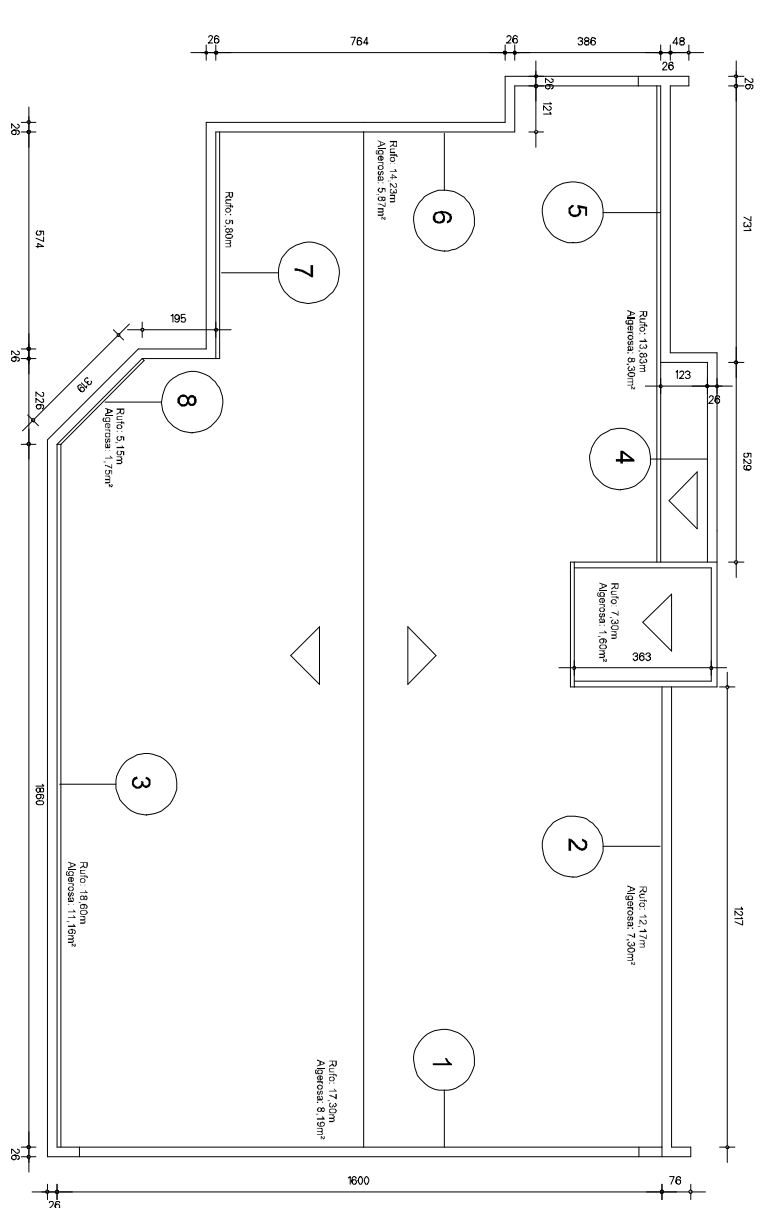 26
764
26
386
26
48
26
26
121
26
574
26
226
1860
26
731
529
1217
195
319
123
26
363
Rufo: 14,23m
Algerosa: 5,87m²
6
5
Rufo: 5,80m
7
Rufo: 13,83m
Algerosa: 8,30m²
8
Rufo: 5,15m
Algerosa: 1,75m²
4
Rufo: 7,30m
Algerosa: 1,60m²
3
2
Rufo: 18,60m
Algerosa: 11,16m²
Rufo: 12,17m
Algerosa: 7,30m²
1
Rufo: 17,30m
Algerosa: 8,19m²
26
1600
76